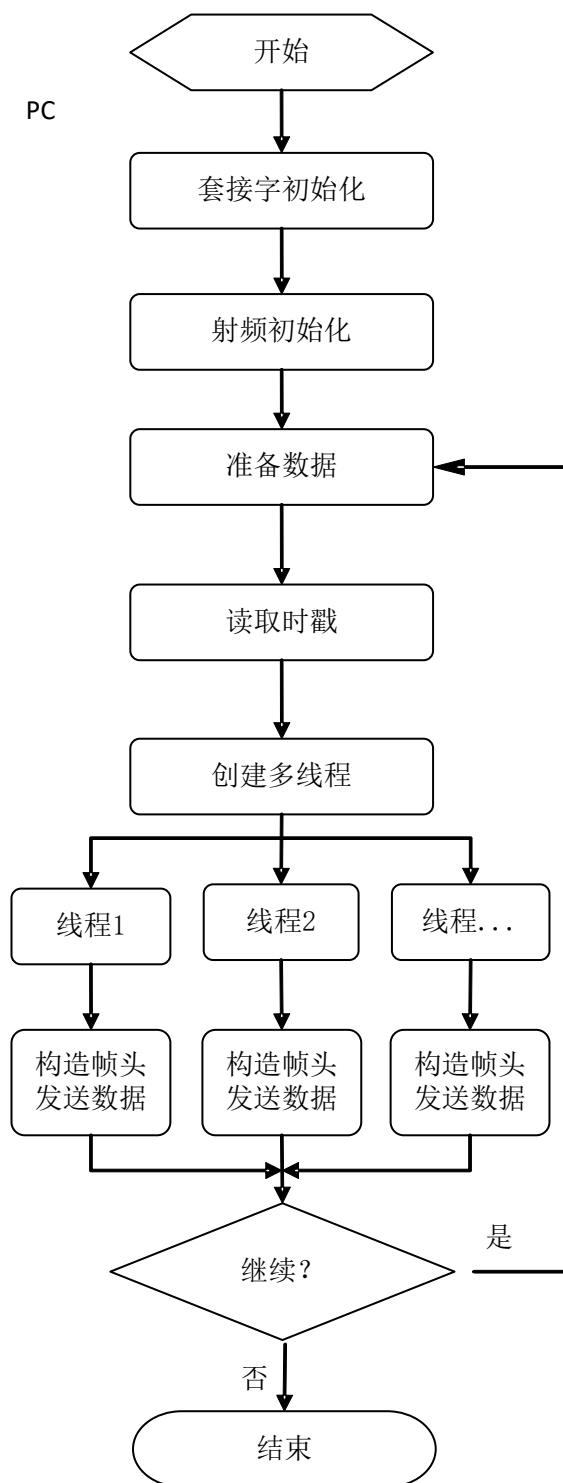 开始
PC
套接字初始化
射频初始化
准备数据
读取时戳
创建多线程
线程1
线程2
线程...
构造帧头
发送数据
构造帧头
发送数据
构造帧头
发送数据
是
继续?
否
结束